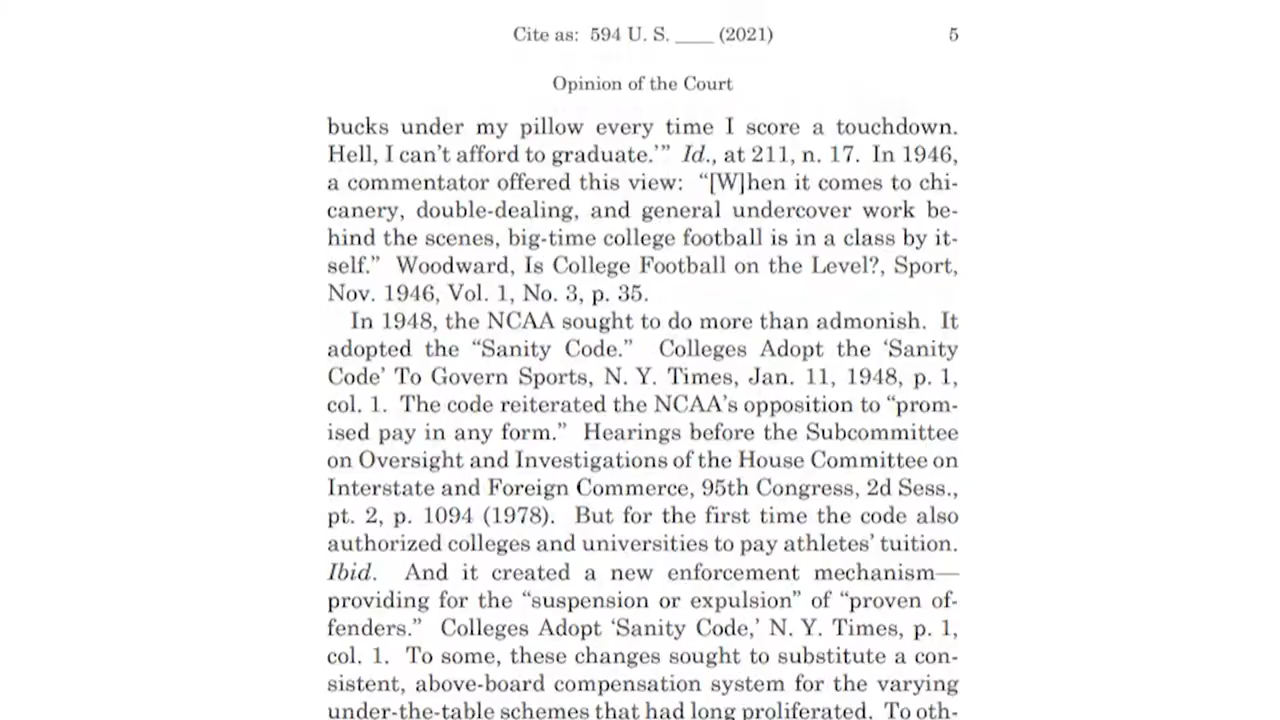 Cite as: 594 U. S. ____ (2021) 5
Opinion of the Court
bucks under my pillow every time I score a touchdown.
Hell, I can’t afford to graduate.’” Id., at 211, n. 17. In 1946,
a commentator offered this view: “[W]hen it comes to chi-
canery, double-dealing, and general undercover work be-
hind the scenes, big-time college football is in a class by it-
self.” Woodward, Is College Football on the Level?, Sport,
Nov. 1946, Vol. 1, No. 3, p. 35.
In 1948, the NCAA sought to do more than admonish. It
adopted the “Sanity Code.” Colleges Adopt the ‘Sanity
Code’ To Govern Sports, N. Y. Times, Jan. 11, 1948, p. 1,
col. 1. The code reiterated the NCAA’s opposition to “prom-
ised pay in any form.” Hearings before the Subcommittee
on Oversight and Investigations of the House Committee on
Interstate and Foreign Commerce, 95th Congress, 2d Sess.,
pt. 2, p. 1094 (1978). But for the first time the code also
authorized colleges and universities to pay athletes’ tuition.
Ibid. And it created a new enforcement mechanism—
providing for the “suspension or expulsion” of “proven of-
fenders.” Colleges Adopt ‘Sanity Code,’ N. Y. Times, p. 1,
col. 1. To some, these changes sought to substitute a con-
sistent, above-board compensation system for the varying
under-the-table schemes that had long proliferated. To oth-